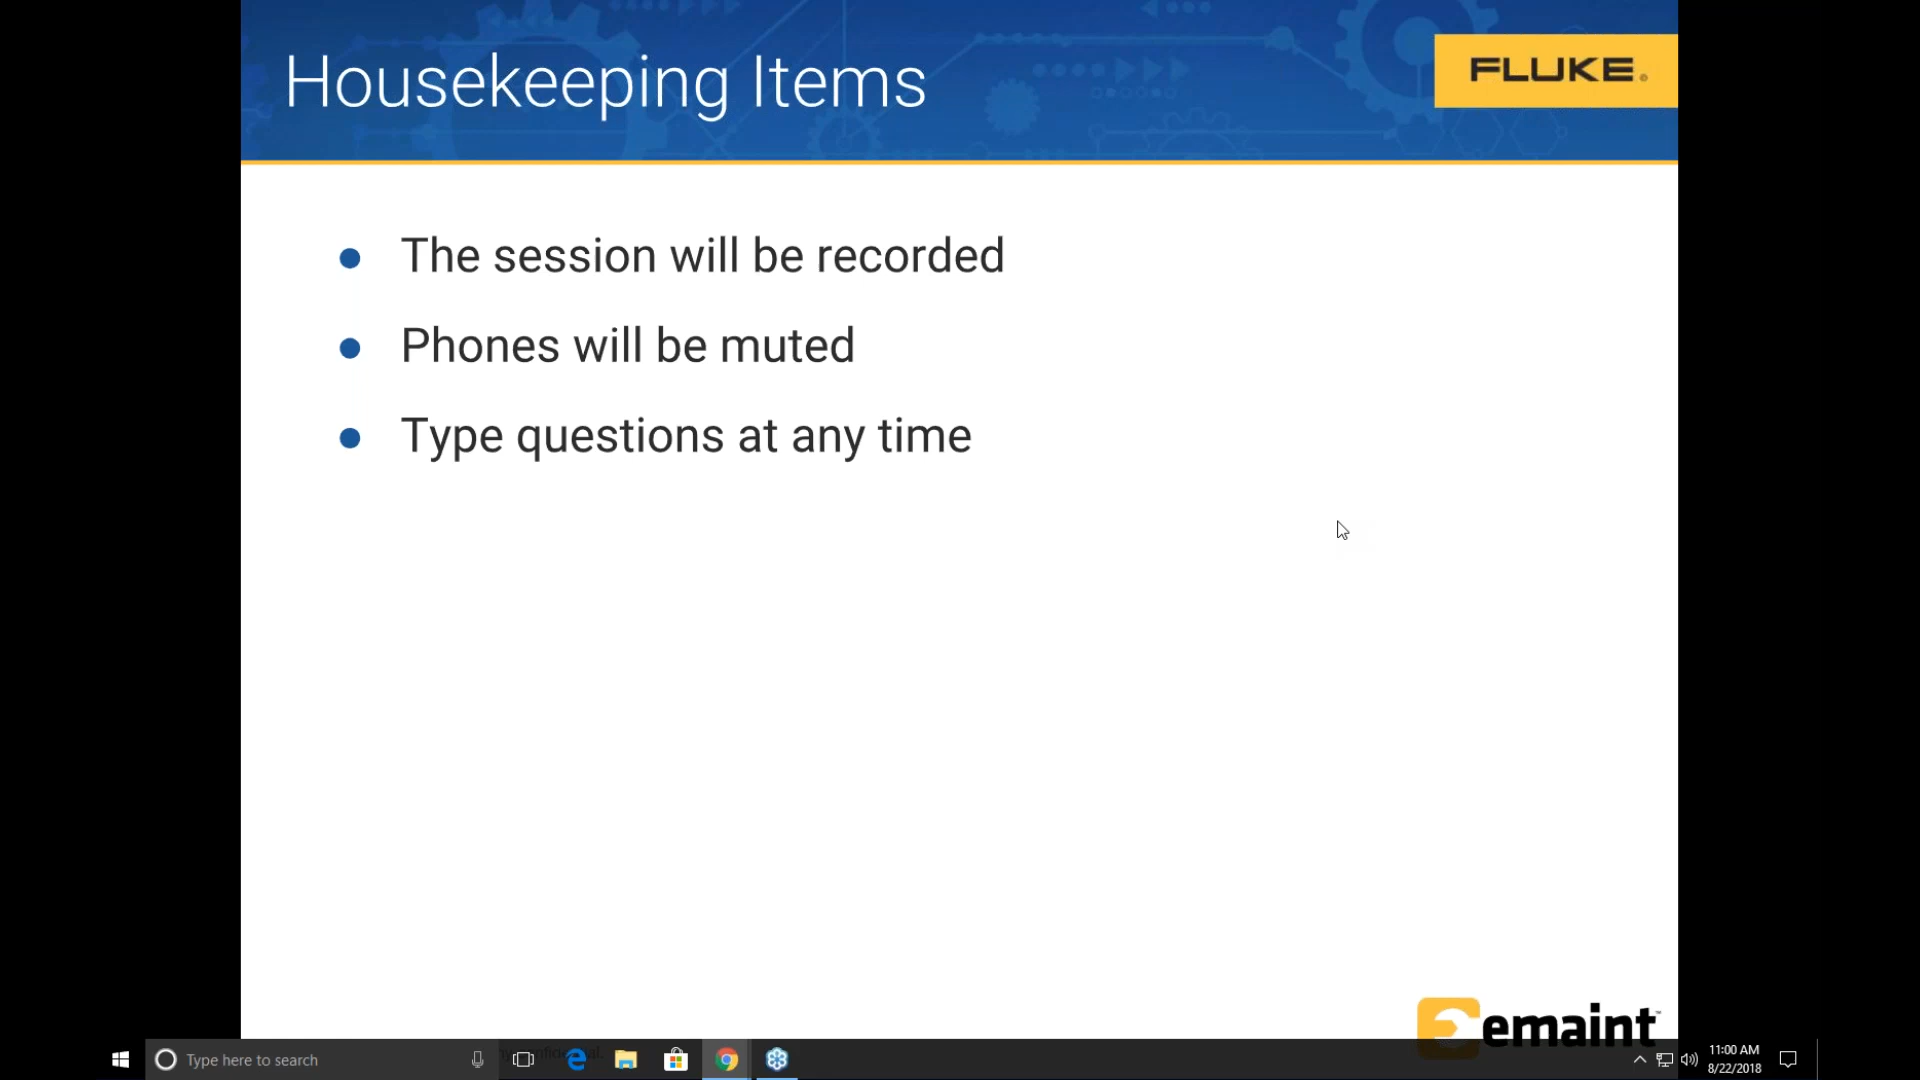 Housekeeping Items
FLUKE®
The session will be recorded
Phones will be muted
Type questions at any time
emaint™
Type here to search
11:00 AM
8/22/2018